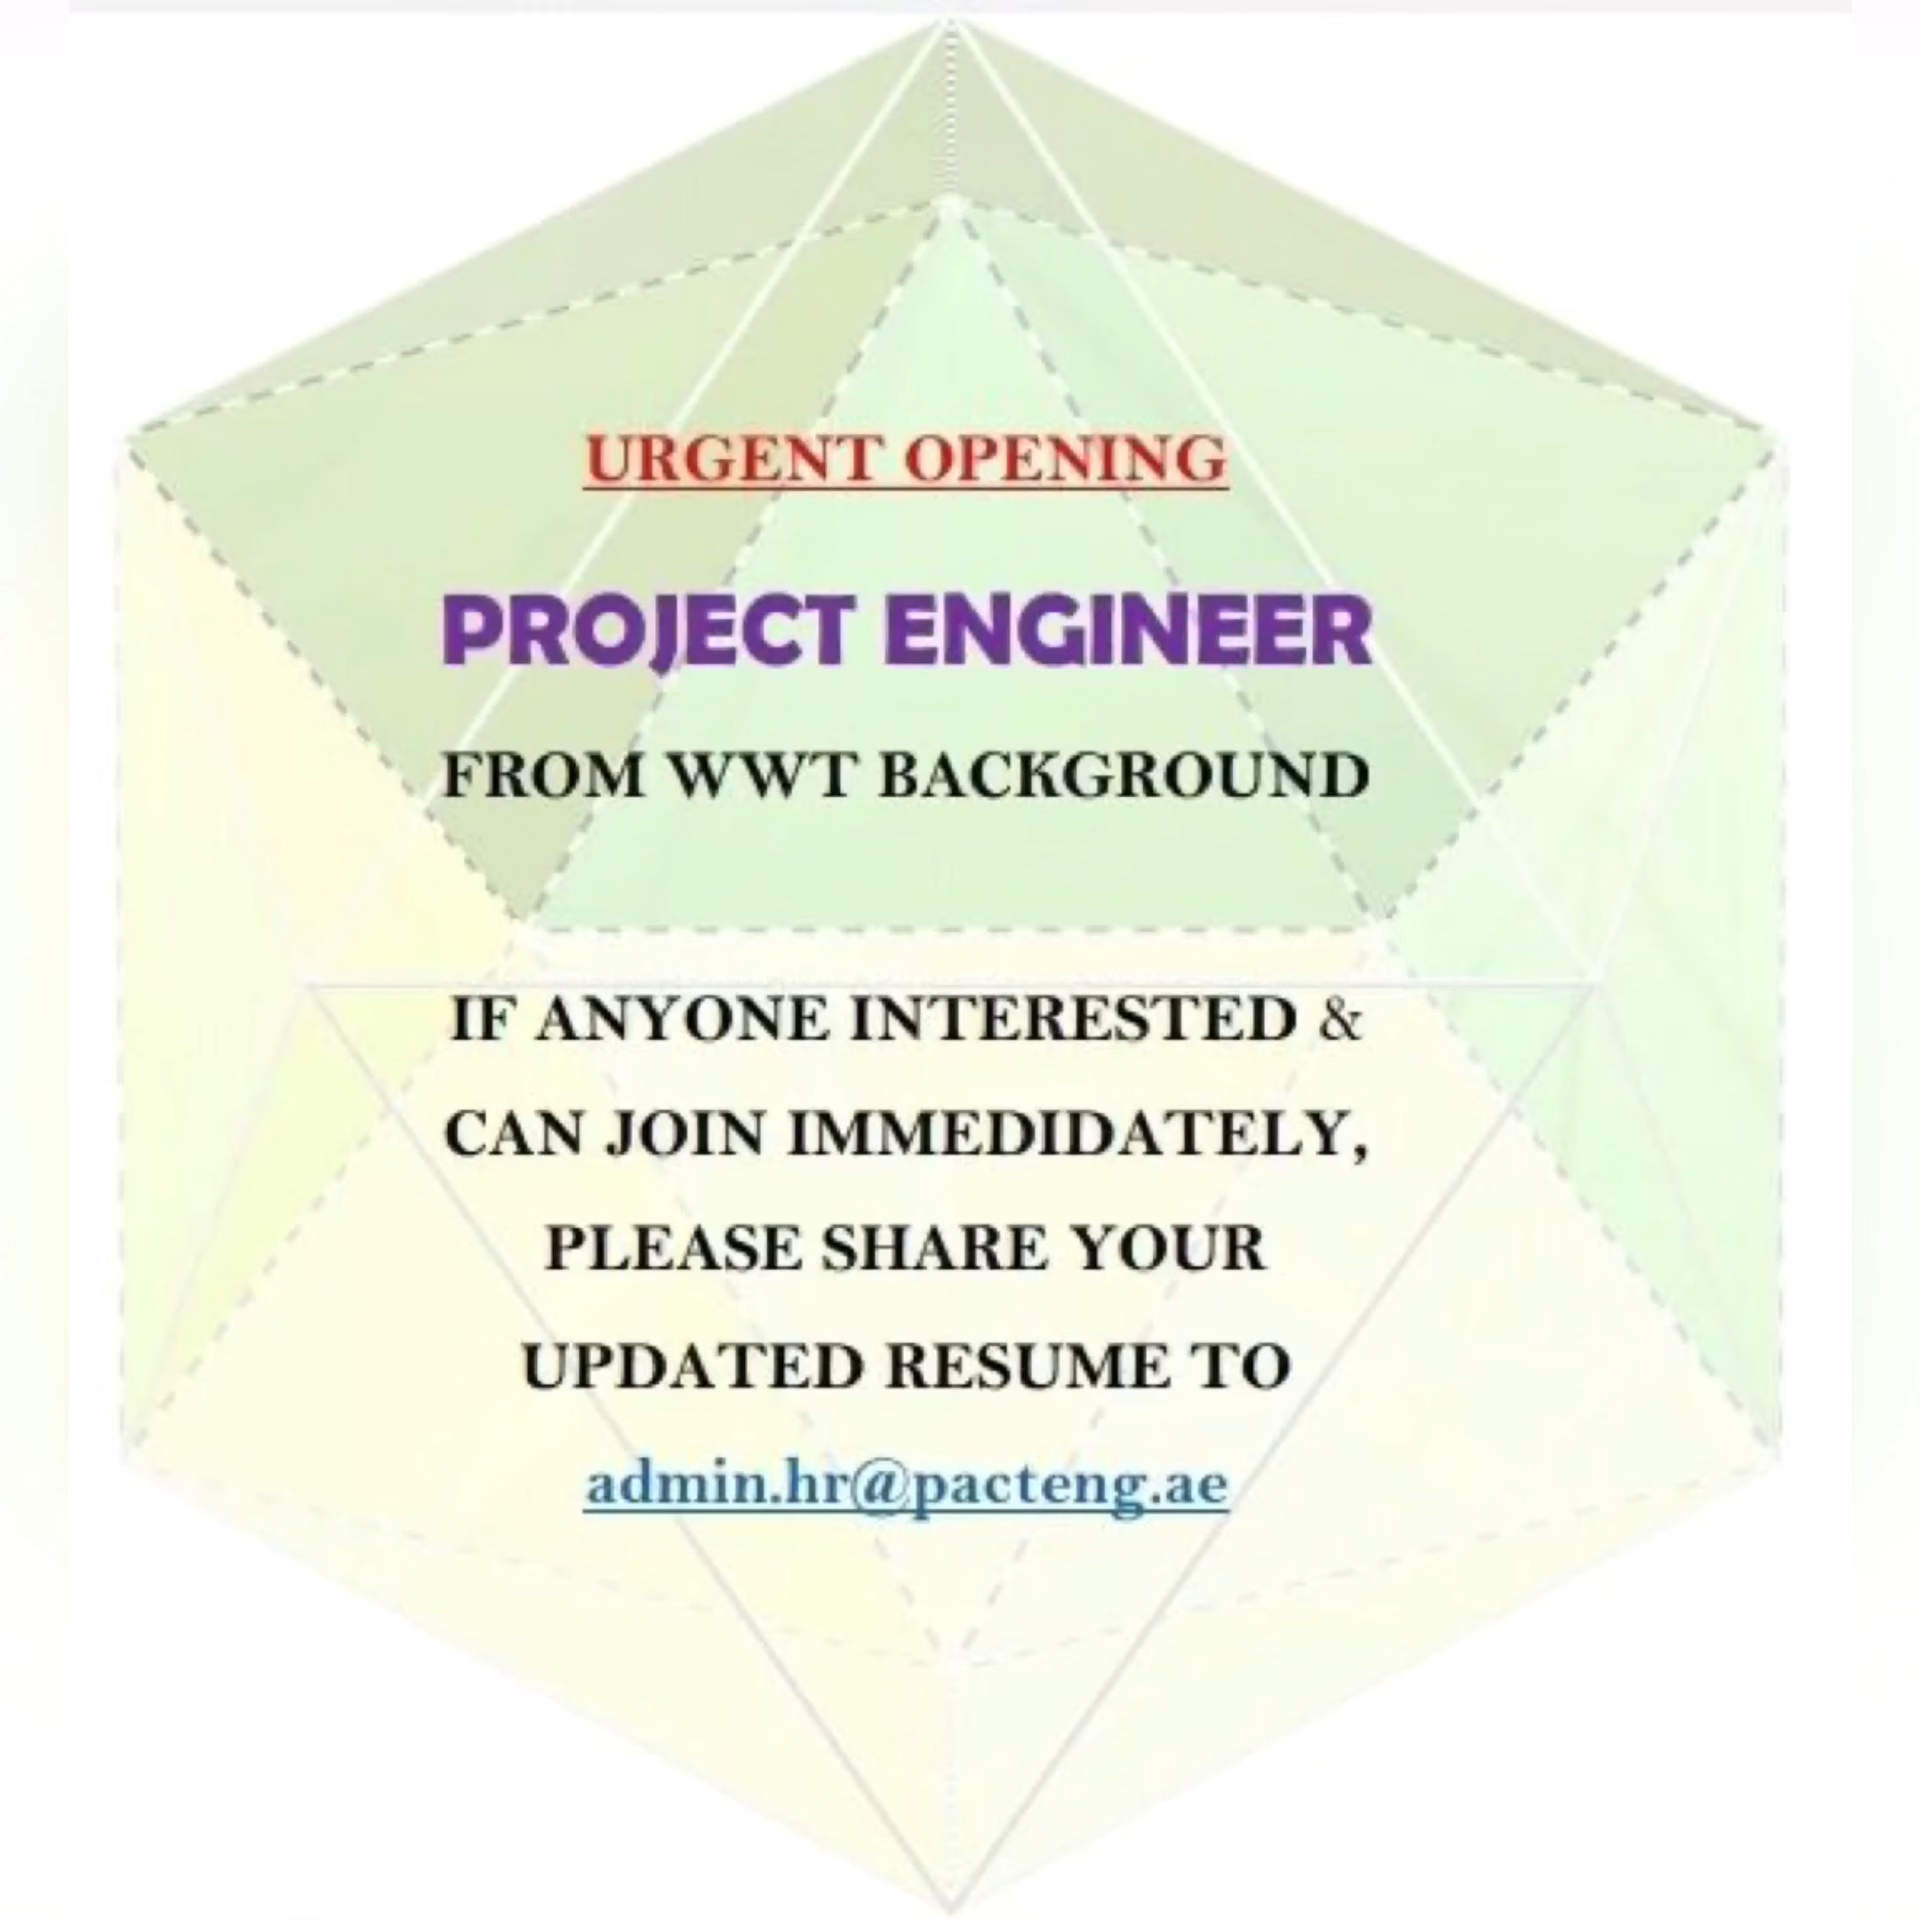 URGENT OPENING
PROJECT ENGINEER
FROM WWT BACKGROUND
IF ANYONE INTERESTED &
CAN JOIN IMMEDIDATELY,
PLEASE SHARE YOUR
UPDATED RESUME TO
admin.hr@pacteng.ae